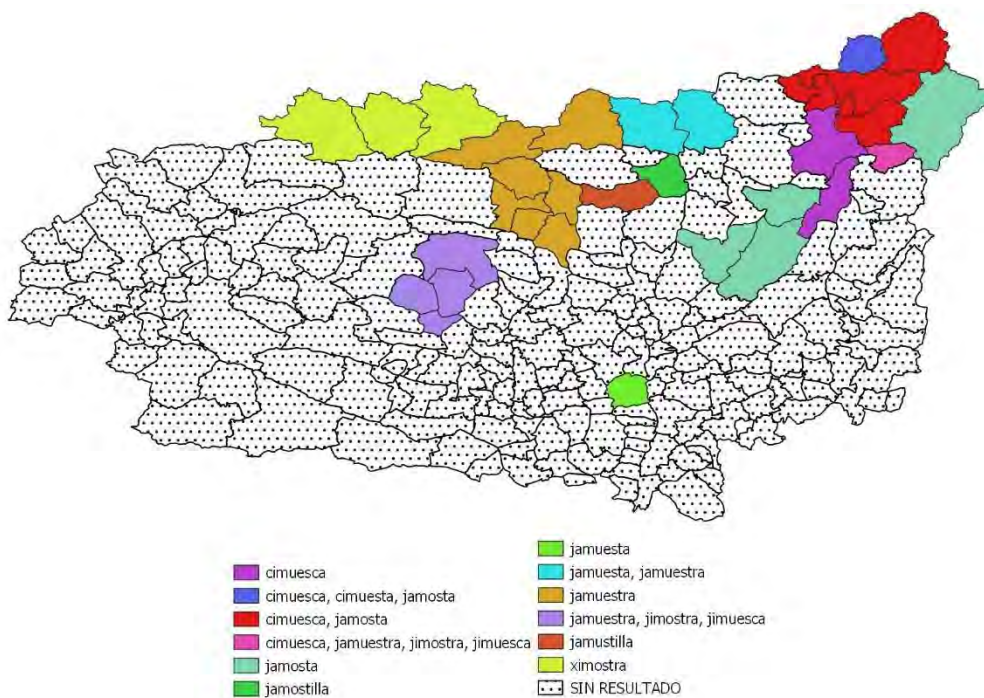 cimuesca
cimuesca, cimuesta, jamosta
cimuesca, jamosta
cimuesca, jamuestra, jimostra, jimuesca
jamosta
jamostilla
jamuesta
jamuesta, jamuestra
jamuestra
jamuestra, jimostra, jimuesca
jamustilla
ximostra
SIN RESULTADO